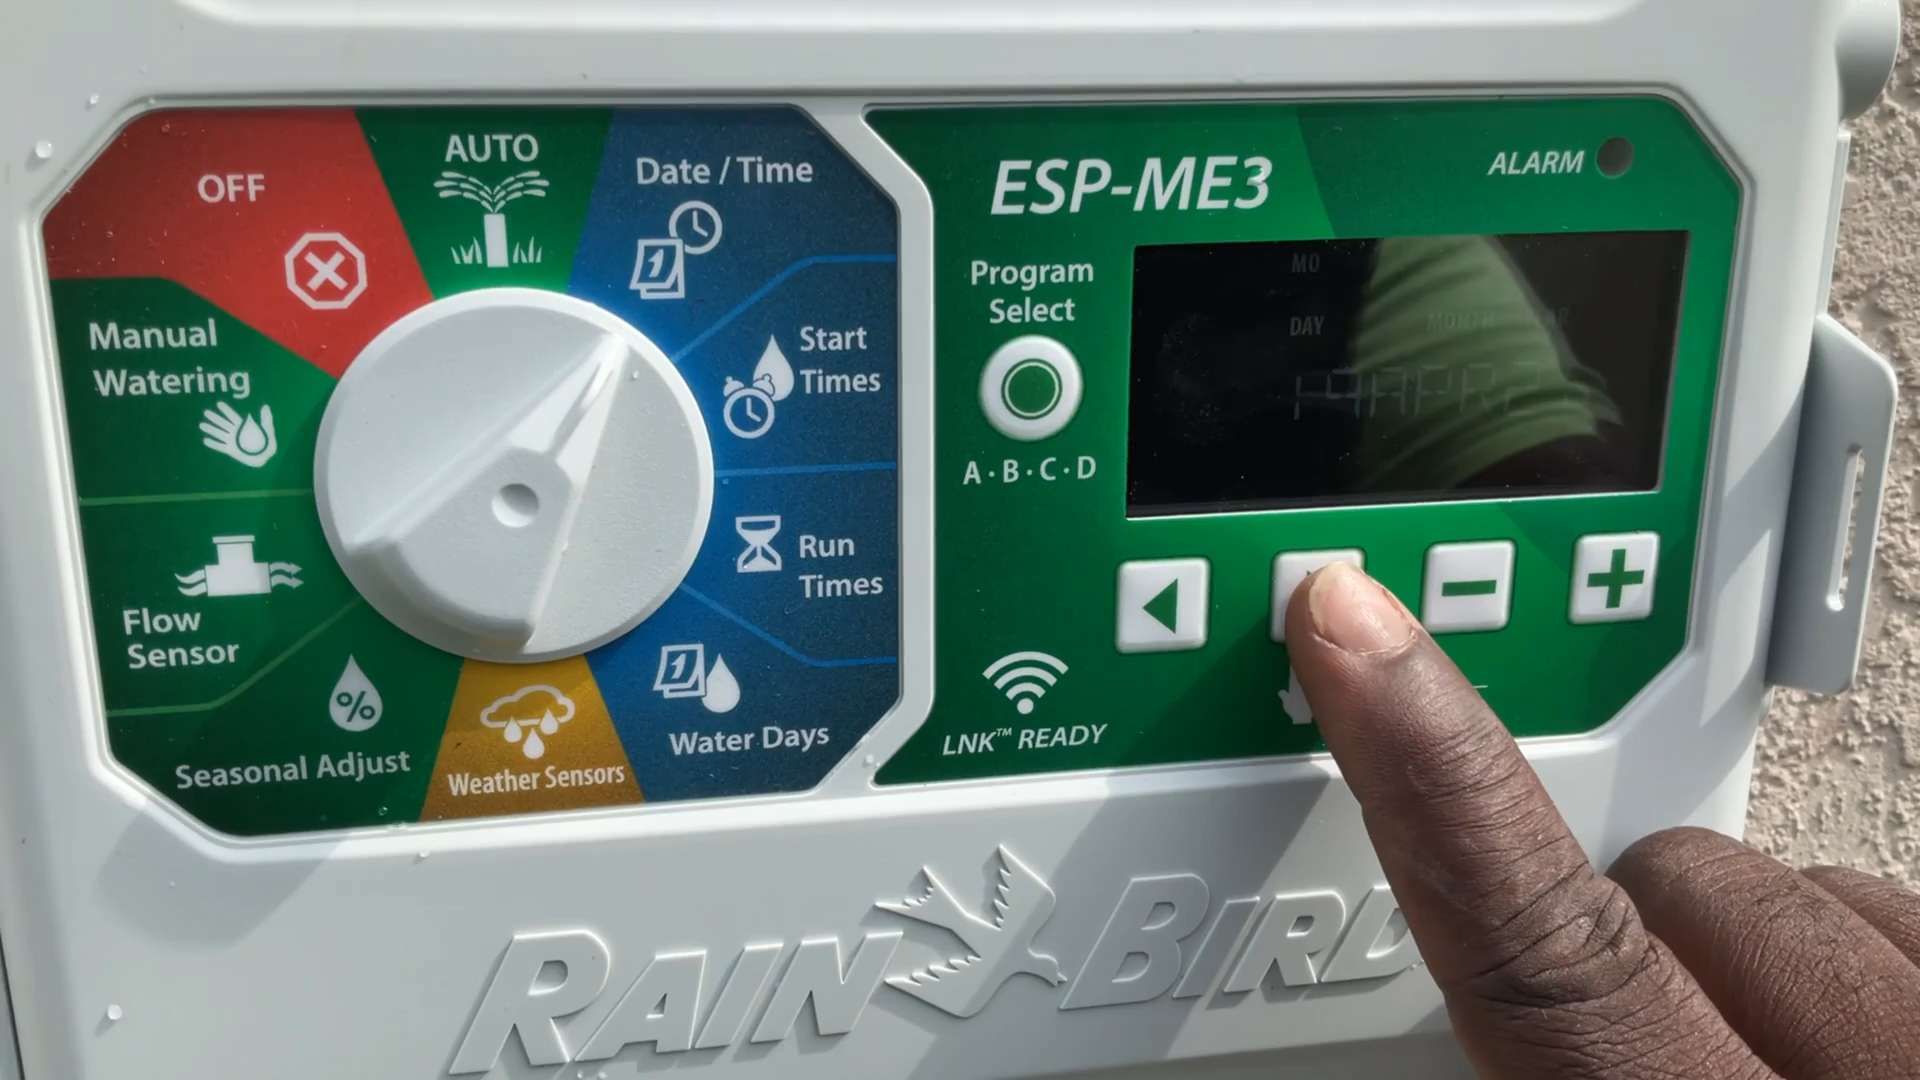 OFF
AUTO
Date / Time
Manual
Watering
Start
Times
Run
Times
Flow
Sensor
Seasonal Adjust
Weather Sensors
Water Days
ESP-ME3
ALARM
Program
Select
A · B · C · D
LNK™ READY
MO
DAY
MONTH
RAIN BIRD